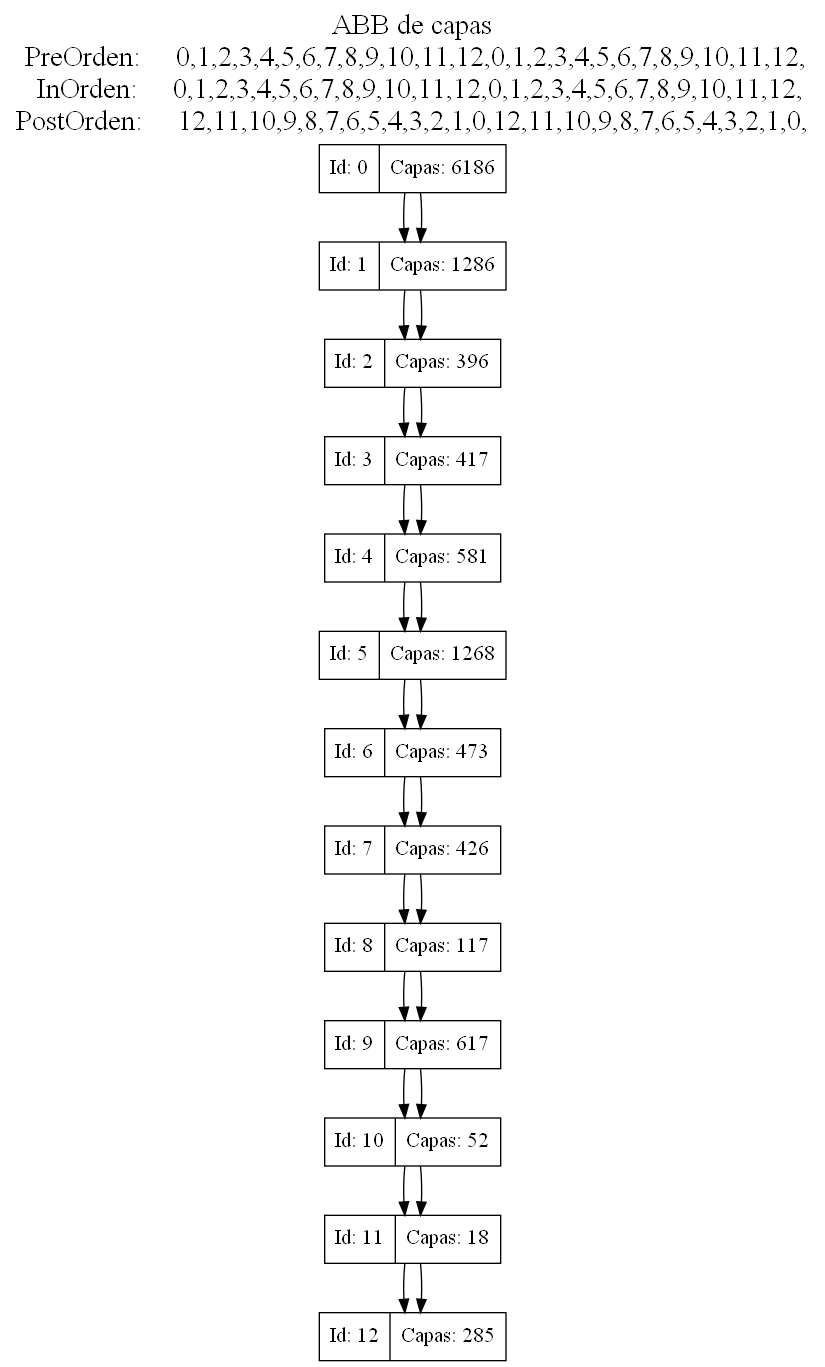 ABB de capas
PreOrden: 0,1,2,3,4,5,6,7,8,9,10,11,12,0,1,2,3,4,5,6,7,8,9,10,11,12,
InOrden: 0,1,2,3,4,5,6,7,8,9,10,11,12,0,1,2,3,4,5,6,7,8,9,10,11,12,
PostOrden: 12,11,10,9,8,7,6,5,4,3,2,1,0,12,11,10,9,8,7,6,5,4,3,2,1,0,
Id: 0 Capas: 6186
Id: 1 Capas: 1286
Id: 2 Capas: 396
Id: 3 Capas: 417
Id: 4 Capas: 581
Id: 5 Capas: 1268
Id: 6 Capas: 473
Id: 7 Capas: 426
Id: 8 Capas: 117
Id: 9 Capas: 617
Id: 10 Capas: 52
Id: 11 Capas: 18
Id: 12 Capas: 285